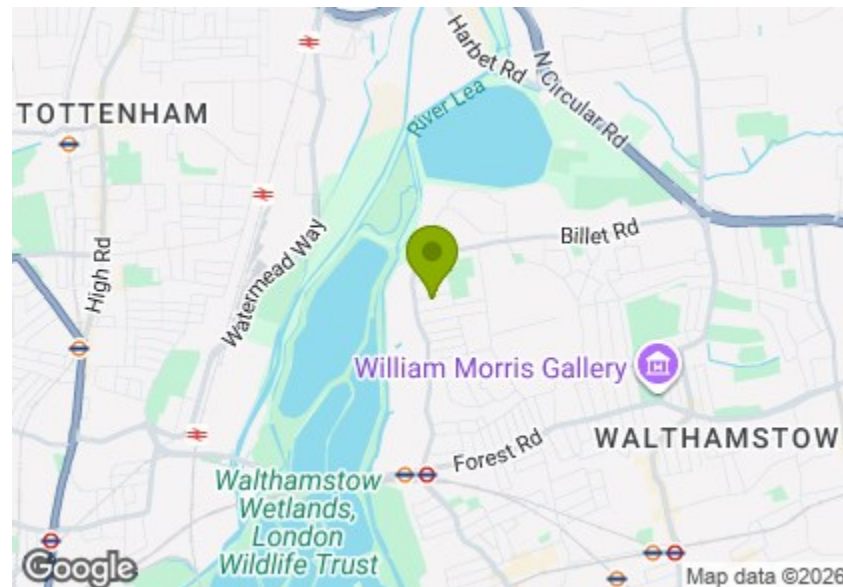 Harbet Rd
N Circular Rd
River Lea
TOTTENHAM
Billet Rd
High Rd
Watermead Way
William Morris Gallery
Forest Rd
WALTHAMSTOW
Walthamstow
Wetlands,
London
Wildlife Trust
Google
Map data ©2026